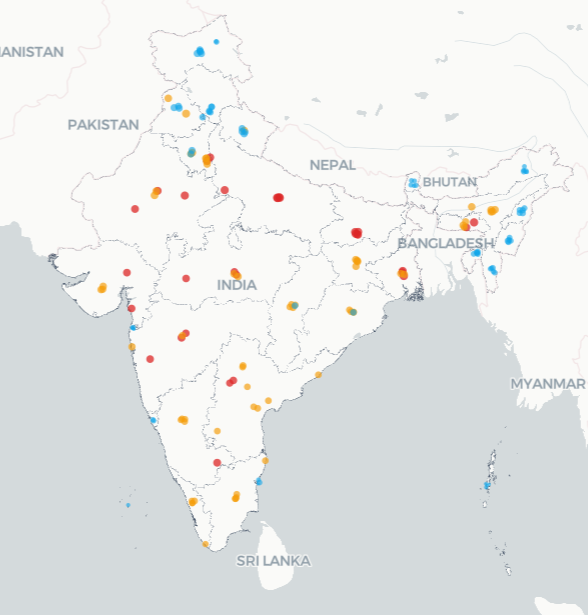 ANISTAN
PAKISTAN
NEPAL
BHUTAN
BANGLADESH
INDIA
MYANMAR
SRI LANKA